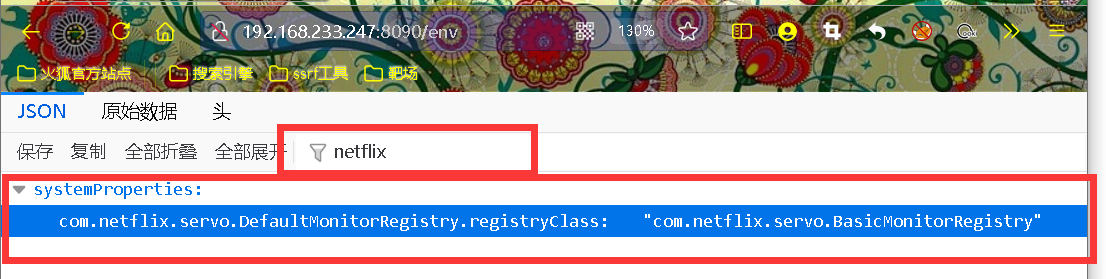 192.168.233.247:8090/env
130%
火狐官方站点 搜索引擎 ssrf工具 靶场
JSON 原始数据 头
保存 复制 全部折叠 全部展开 netflix
systemProperties:
com.netflix.servo.DefaultMonitorRegistry.registryClass: "com.netflix.servo.BasicMonitorRegistry"